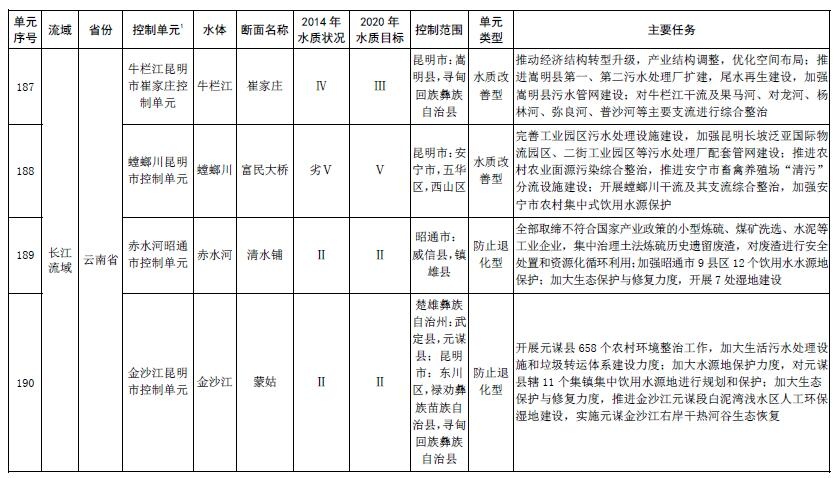 单元序号 流域 省份 控制单元1 水体 断面名称 2014年水质状况 2020年水质目标 控制范围 单元类型 主要任务
长江流域
云南省
187
牛栏江昆明
市崔家庄控
制单元
牛栏江
崔家庄
Ⅳ
Ⅲ
昆明市：嵩
明县，寻甸
回族彝族
自治县
水质改
善型
推动经济结构转型升级，产业结构调整，优化空间布局；推
进嵩明县第一、第二污水处理厂扩建，尾水再生建设，加强
嵩明县污水管网建设；对牛栏江干流及果马河、对龙河、杨
林河、弥良河、普沙河等主要支流进行综合整治
188
螳螂川昆明
市控制单元
螳螂川
富民大桥
劣Ⅴ
Ⅴ
昆明市：安
宁市，五华
区，西山区
水质改
善型
完善工业园区污水处理设施建设，加强昆明长坡泛亚国际物
流园区、二街工业园区等污水处理厂配套管网建设；推进农
村农业面源污染综合整治，推进安宁市畜禽养殖场“清污”
分流设施建设；开展螳螂川干流及其支流综合整治，加强安
宁市农村集中式饮用水源保护
189
赤水河昭通
市控制单元
赤水河
清水铺
Ⅱ
Ⅱ
昭通市：
威信县，镇
雄县
防止退
化型
全部取缔不符合国家产业政策的小型炼硫、煤矿洗选、水泥等
工业企业，集中治理土法炼硫历史遗留废渣，对废渣进行安全
处置和资源化循环利用；加强昭通市9县区12个饮用水水源地
保护；加大生态保护与修复力度，开展7处湿地建设
190
金沙江昆明
市控制单元
金沙江
蒙姑
Ⅱ
Ⅱ
楚雄彝族
自治州：武
定县，元谋
县；昆明
市：东川
区，禄劝彝
族苗族自
治县，寻甸
回族彝族
自治县
防止退
化型
开展元谋县658个农村环境整治工作，加大生活污水处理设
施和垃圾转运体系建设力度；加大水源地保护力度，对元谋
县辖11个集镇集中饮用水源地进行规划和保护；加大生态
保护与修复力度，推进金沙江元谋段白泥湾浅水区人工环保
湿地建设，实施元谋金沙江右岸干热河谷生态恢复